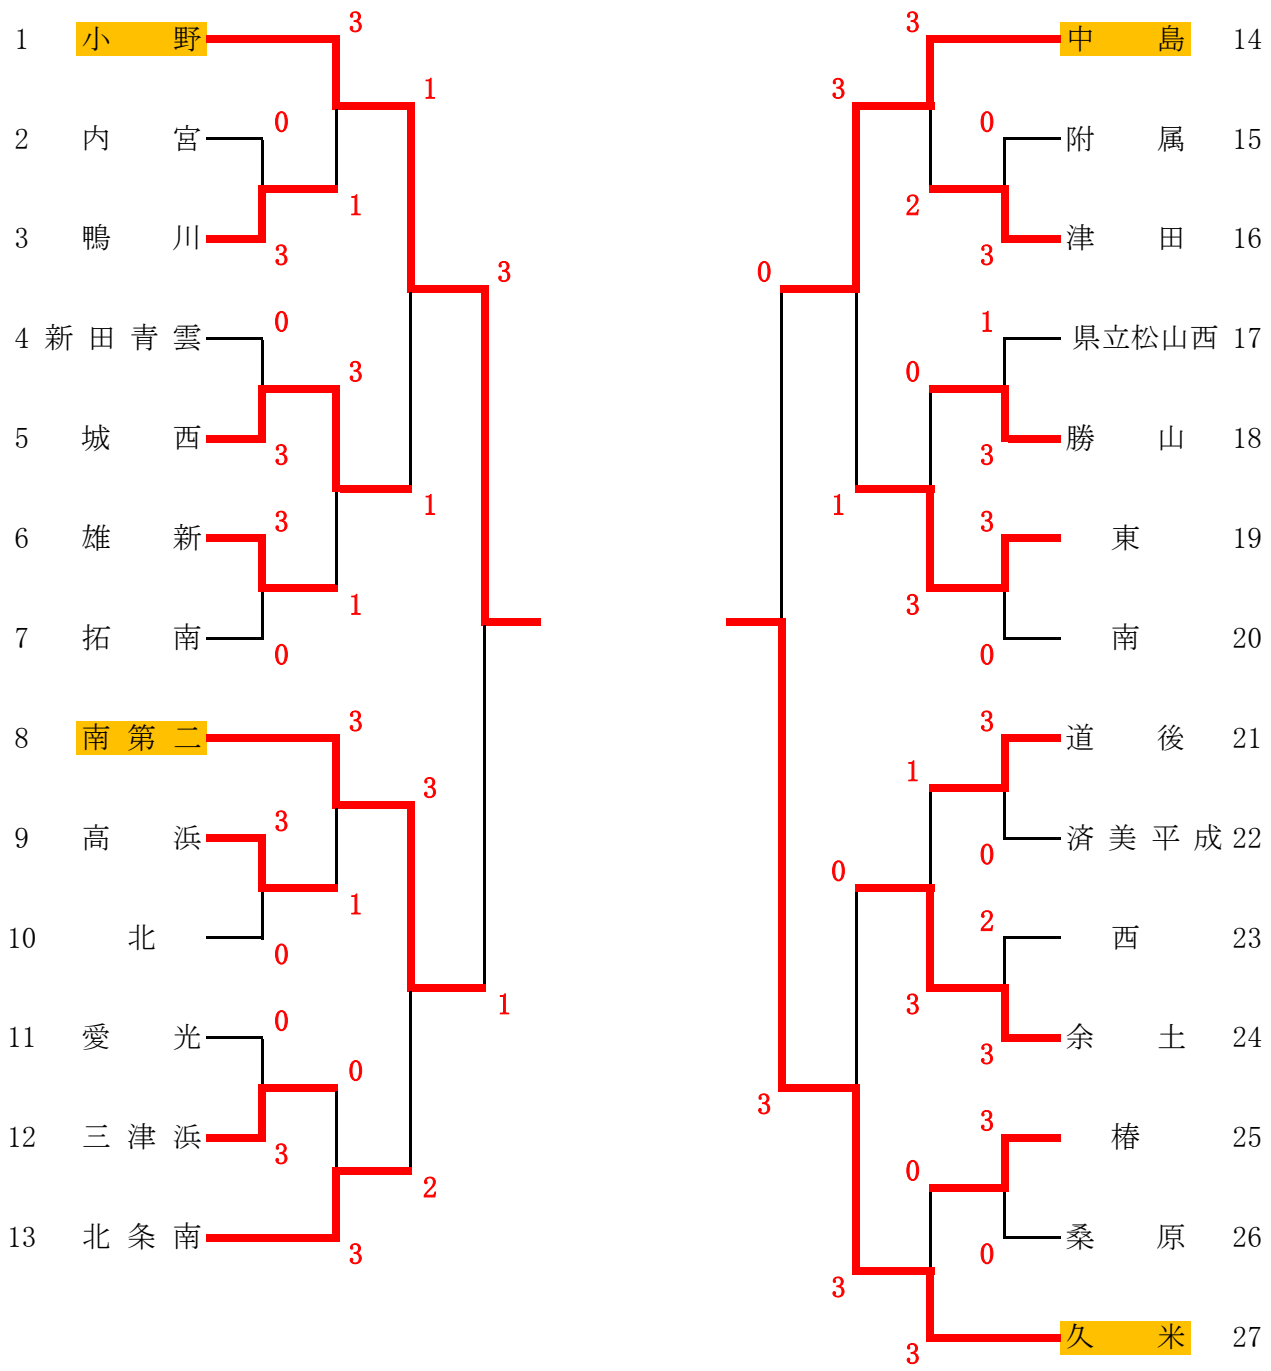 3 3
1 小野 中島 14
1 3
0 0
2 内宮 附属 15
1 2
3 鴨川 津田 16
3 3
3 0
0 1
4 新田青雲 県立松山西 17
3 0
5 城西 勝山 18
3 3
1 1
3 3
6 雄新 東 19
1 3
7 拓南 南 20
0 0
3 3
8 南第二 道後 21
3 1
3
9 高浜 済美平成 22
0
0
1 2
10 北 西 23
0
1 3
0
11 愛光 余土 24
3
0
3
3
12 三津浜 椿 25
3
0
2
13 北条南 桑原 26
3 0
3
久米 27
3